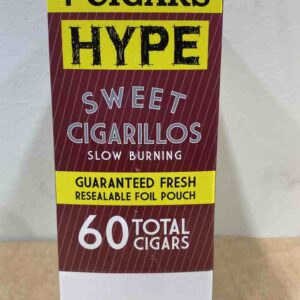 CIGARS
HYPE
SWEET
CIGARILLOS
SLOW BURNING
GUARANTEED FRESH
RESEALABLE FOIL POUCH
60 TOTAL
CIGARS